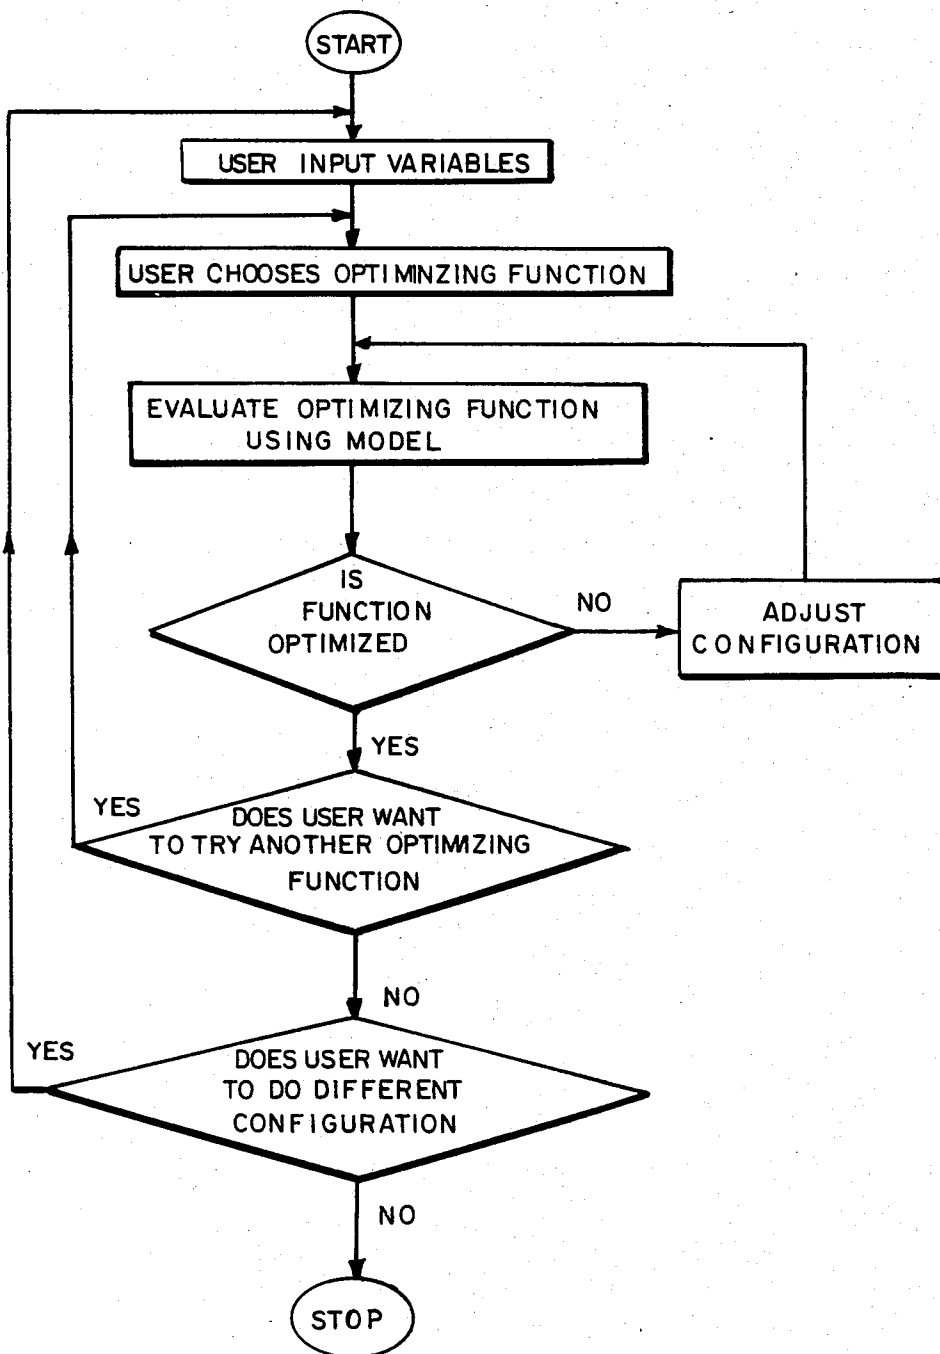 START
USER INPUT VARIABLES
USER CHOOSES OPTIMINZING FUNCTION
EVALUATE OPTIMIZING FUNCTION
USING MODEL
IS
FUNCTION
OPTIMIZED
NO
ADJUST
CONFIGURATION
YES
YES
DOES USER WANT
TO TRY ANOTHER OPTIMIZING
FUNCTION
NO
YES
DOES USER WANT
TO DO DIFFERENT
CONFIGURATION
NO
STOP